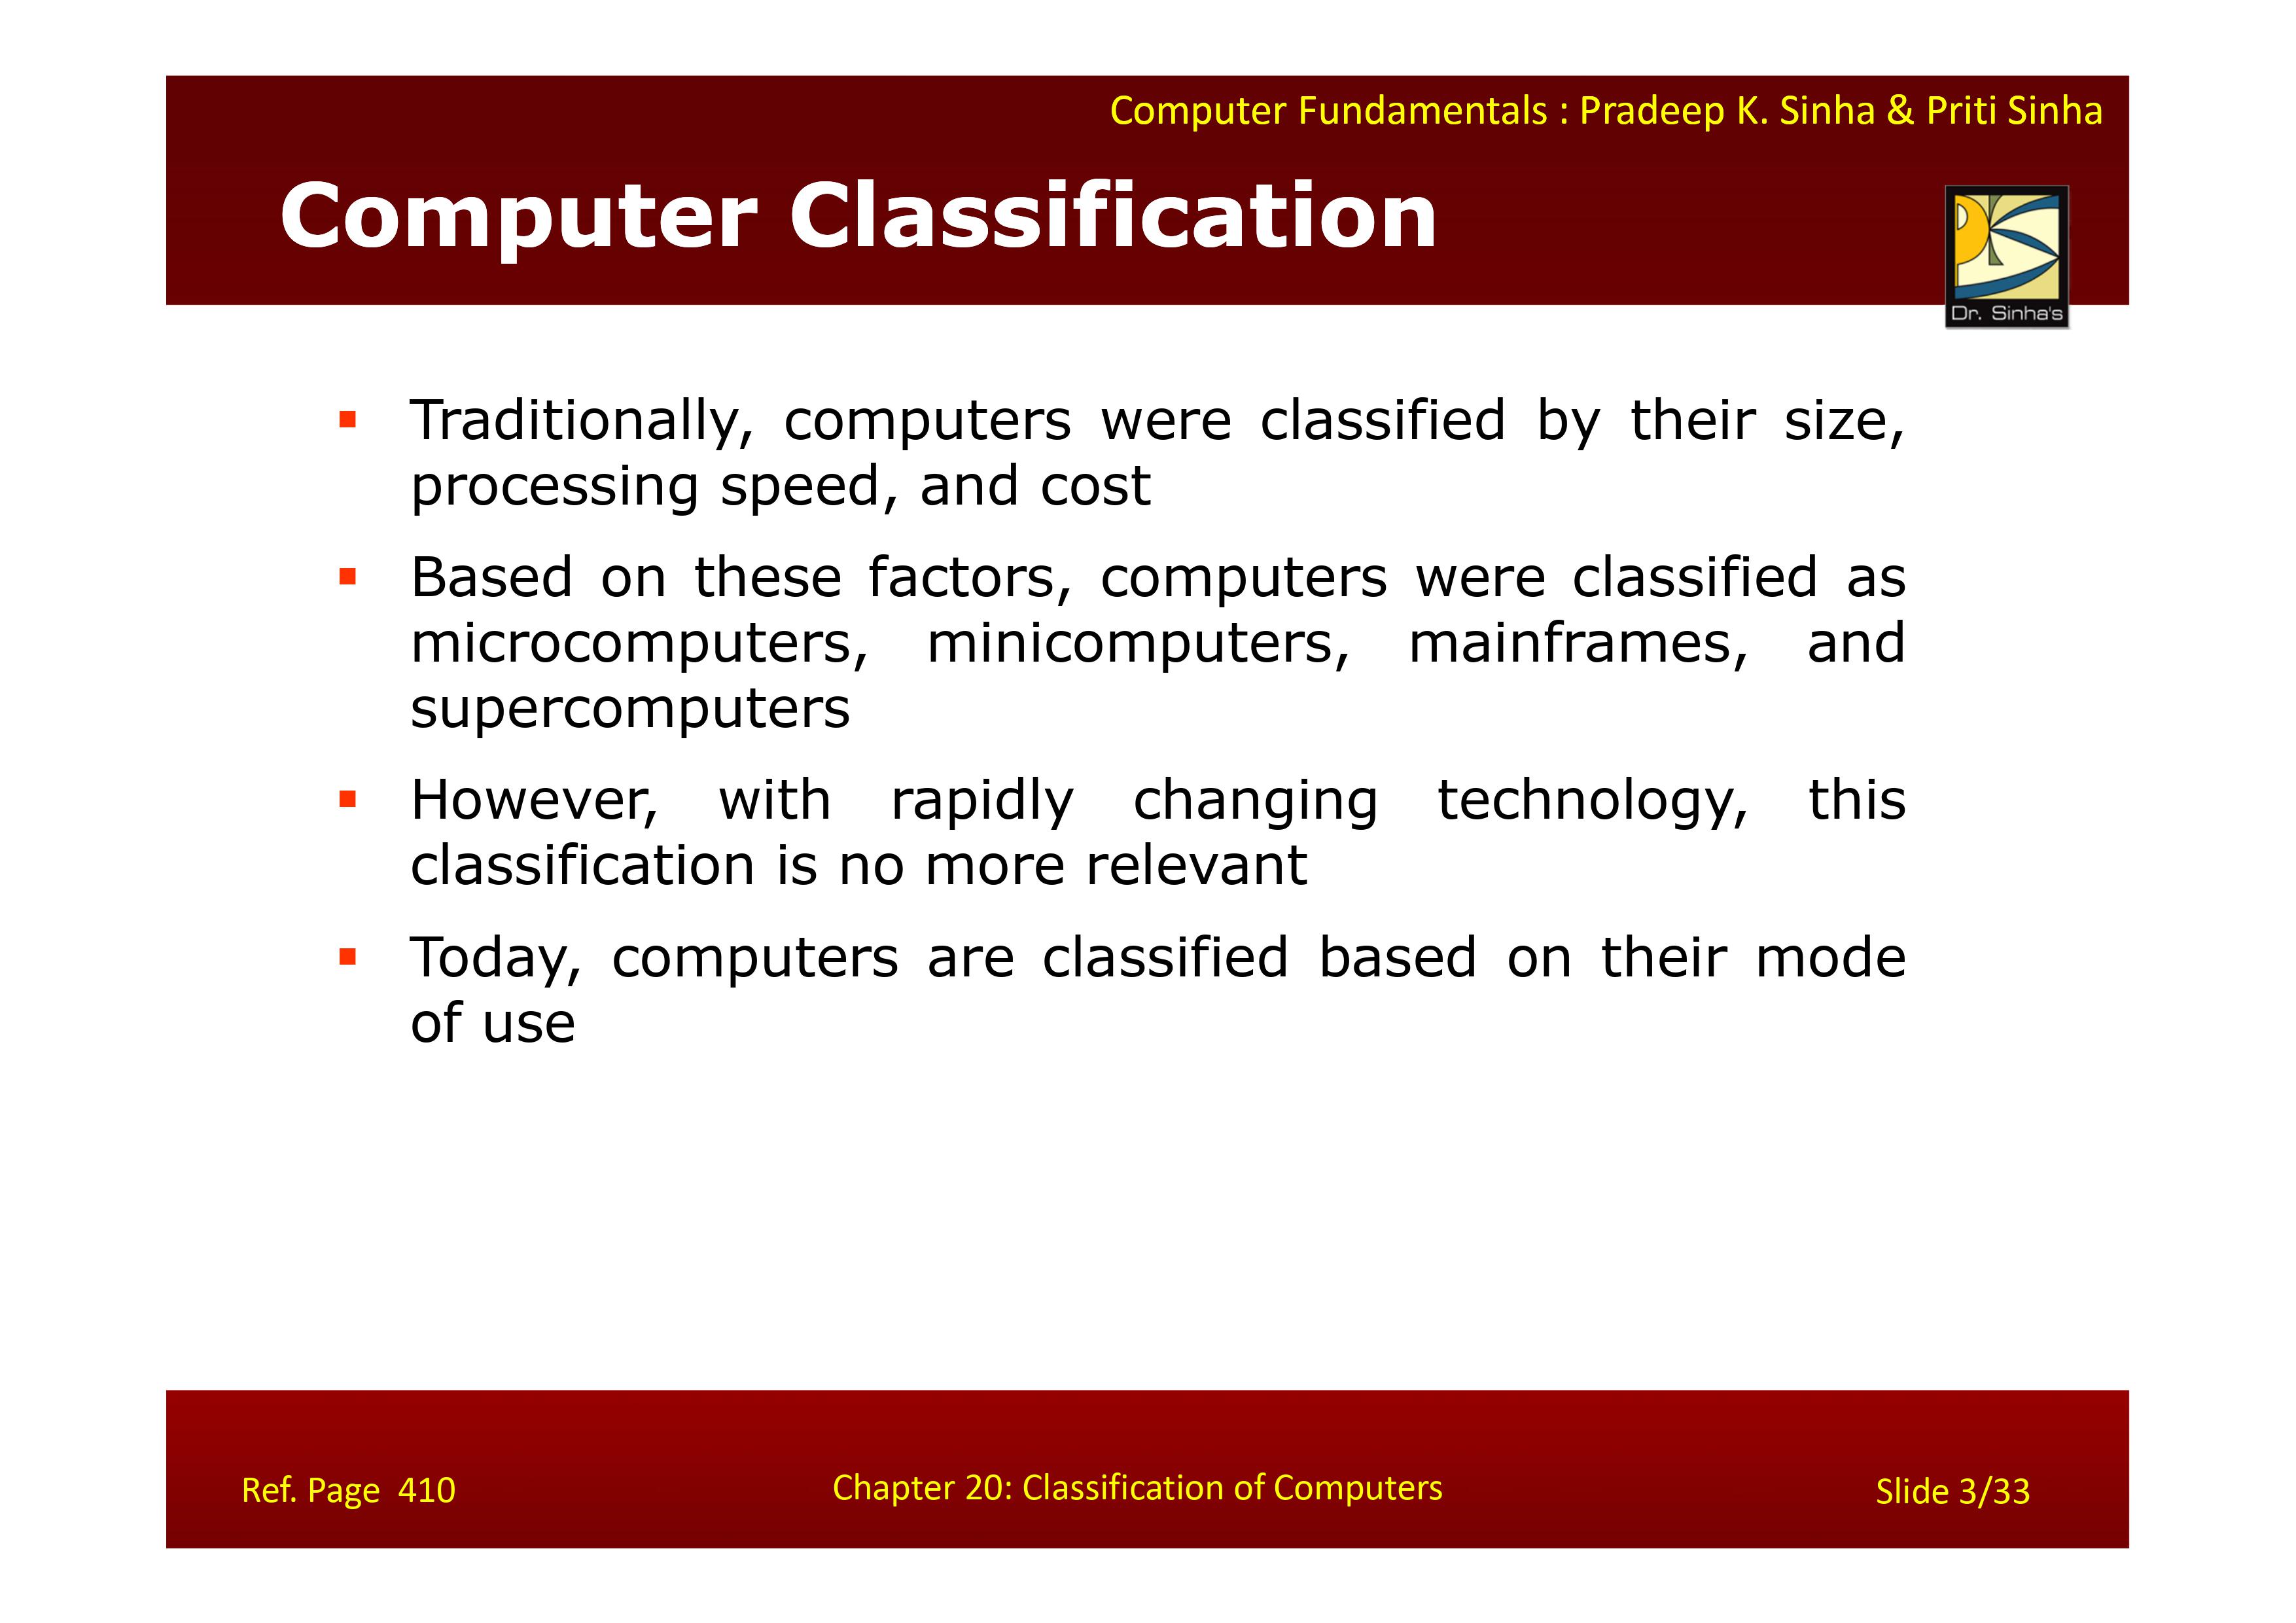 Computer Fundamentals : Pradeep K. Sinha & Priti Sinha
Computer Classification
Dr. Sinha's
▪ Traditionally, computers were classified by their size,
processing speed, and cost
▪ Based on these factors, computers were classified as
microcomputers, minicomputers, mainframes, and
supercomputers
▪ However, with rapidly changing technology, this
classification is no more relevant
▪ Today, computers are classified based on their mode
of use
Ref. Page 410
Chapter 20: Classification of Computers
Slide 3/33